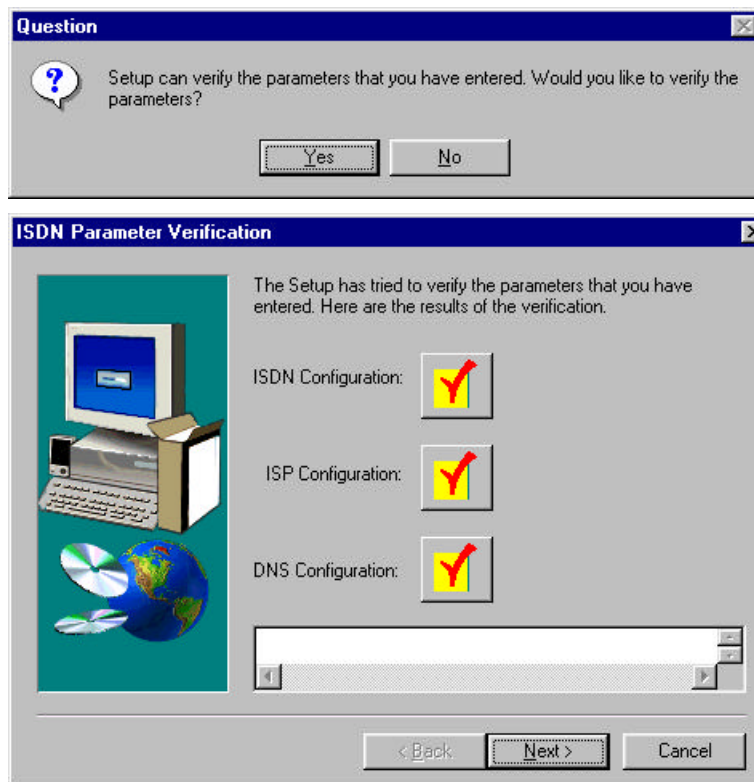 Question
Setup can verify the parameters that you have entered. Would you like to verify the
parameters?
Yes No
ISDN Parameter Verification
The Setup has tried to verify the parameters that you have
entered. Here are the results of the verification.
ISDN Configuration:
ISP Configuration:
DNS Configuration:
< Back Next > Cancel